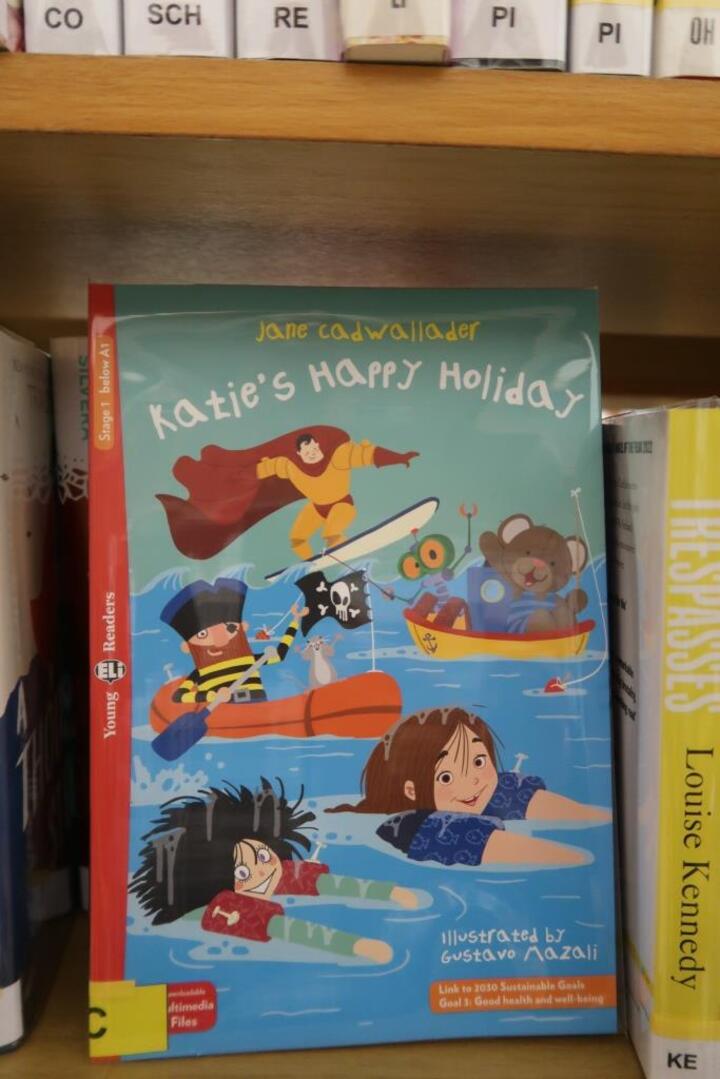 CO
SCH
RE
PI
PI
OH
Jane Cadwallader
Katie's Happy Holiday
Stage 1 below A1
Young ELi Readers
Illustrated by
Gustavo Mazali
Link to 2030 Sustainable Goals
Goal 3: Good health and well-being
Files
C
TRESPASSES
Louise Kennedy
KE